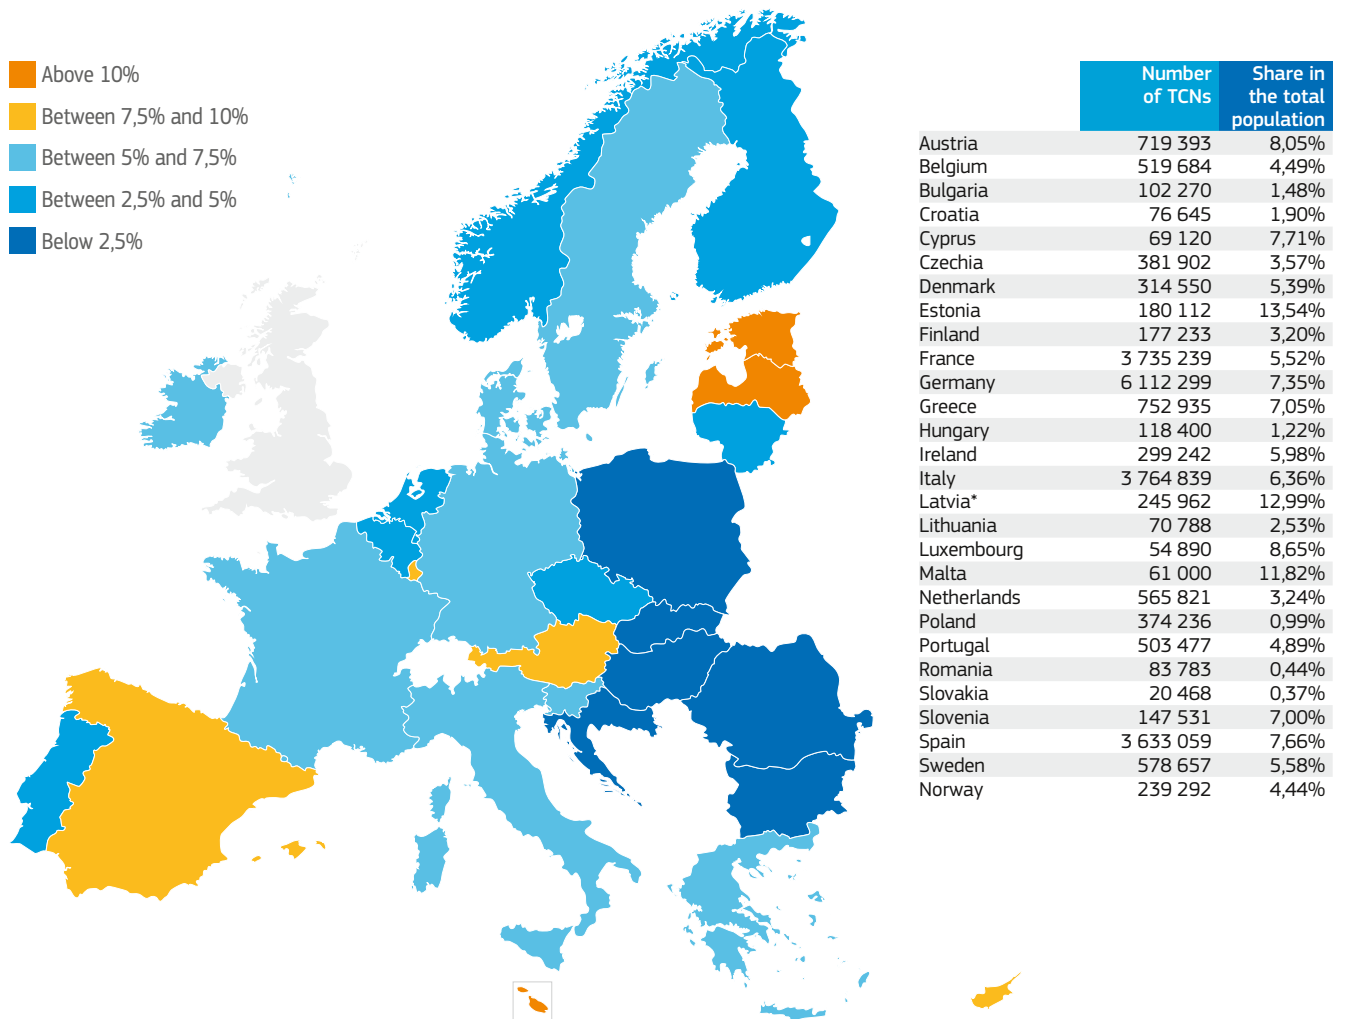 Above 10%
Between 7,5% and 10%
Between 5% and 7,5%
Between 2,5% and 5%
Below 2,5%
Number of TCNs Share in the total population
Austria 719 393 8,05%
Belgium 519 684 4,49%
Bulgaria 102 270 1,48%
Croatia 76 645 1,90%
Cyprus 69 120 7,71%
Czechia 381 902 3,57%
Denmark 314 550 5,39%
Estonia 180 112 13,54%
Finland 177 233 3,20%
France 3 735 239 5,52%
Germany 6 112 299 7,35%
Greece 752 935 7,05%
Hungary 118 400 1,22%
Ireland 299 242 5,98%
Italy 3 764 839 6,36%
Latvia* 245 962 12,99%
Lithuania 70 788 2,53%
Luxembourg 54 890 8,65%
Malta 61 000 11,82%
Netherlands 565 821 3,24%
Poland 374 236 0,99%
Portugal 503 477 4,89%
Romania 83 783 0,44%
Slovakia 20 468 0,37%
Slovenia 147 531 7,00%
Spain 3 633 059 7,66%
Sweden 578 657 5,58%
Norway 239 292 4,44%